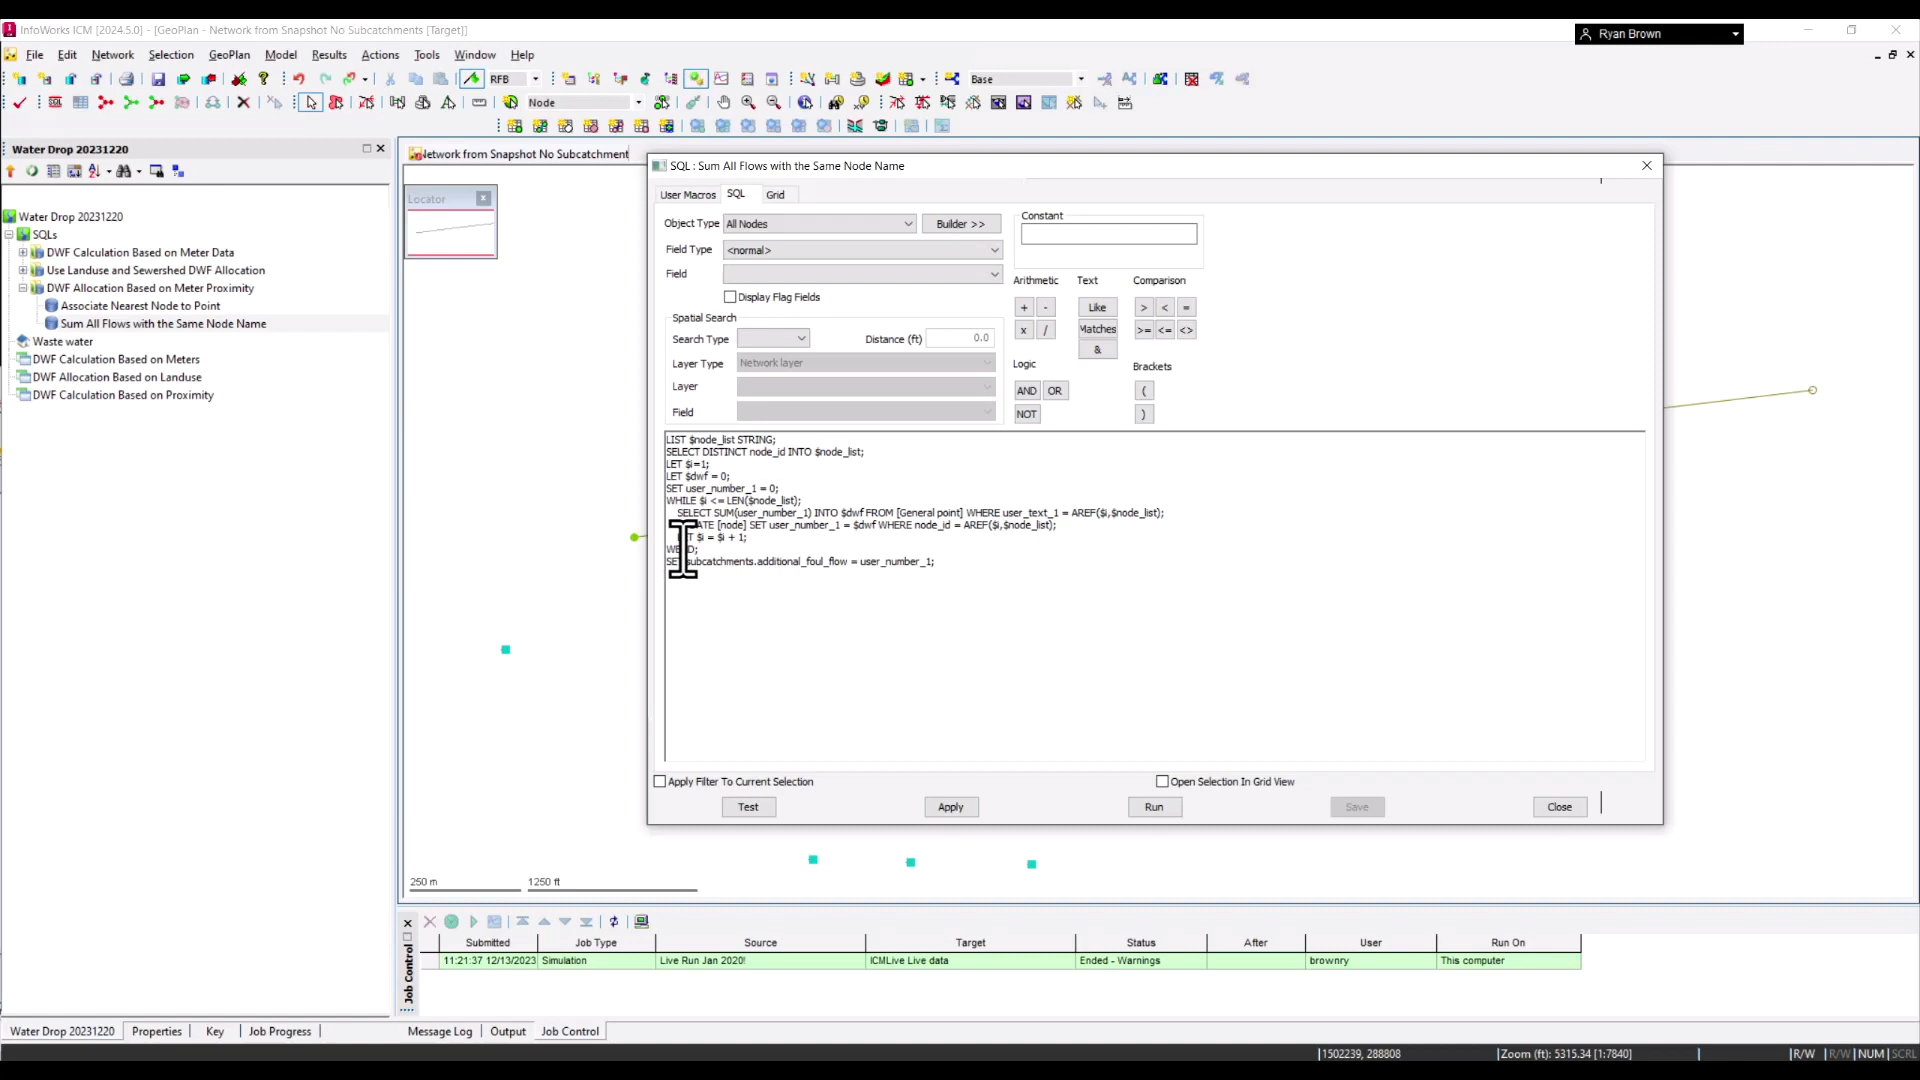 InfoWorks ICM [2024.5.0] - [GeoPlan - Network from Snapshot No Subcatchments [Target]]
Ryan Brown
File Edit Network Selection GeoPlan Model Results Actions Tools Window Help
RFB
Base
Node
Water Drop 20231220
Network from Snapshot No Subcatchment
Locator
Water Drop 20231220
SQLs
DWF Calculation Based on Meter Data
Use Landuse and Sewershed DWF Allocation
DWF Allocation Based on Meter Proximity
Associate Nearest Node to Point
Sum All Flows with the Same Node Name
Waste water
DWF Calculation Based on Meters
DWF Allocation Based on Landuse
DWF Calculation Based on Proximity
SQL : Sum All Flows with the Same Node Name
User Macros SQL Grid
Object Type All Nodes Builder >> Constant
Field Type <normal>
Field
Display Flag Fields
Spatial Search
Search Type Distance (ft) 0.0
Layer Type Network layer
Layer
Field
Arithmetic Text Comparison
+ - Like > < =
x / Matches >= <= <>
&
Logic Brackets
AND OR (
NOT )
LIST $node_list STRING;
SELECT DISTINCT node_id INTO $node_list;
LET $i=1;
LET $dwf = 0;
SET user_number_1 = 0;
WHILE $i <= LEN($node_list);
SELECT SUM(user_number_1) INTO $dwf FROM [General point] WHERE user_text_1 = AREF($i,$node_list);
ATE [node] SET user_number_1 = $dwf WHERE node_id = AREF($i,$node_list);
$i = $i + 1;
subcatchments.additional_foul_flow = user_number_1;
Apply Filter To Current Selection Open Selection In Grid View
Test Apply Run Save Close
250 m 1250 ft
Job Control
Submitted Job Type Source Target Status After User Run On
11:21:37 12/13/2023 Simulation Live Run Jan 2020! ICMLive Live data Ended - Warnings brownry This computer
Water Drop 20231220 Properties Key Job Progress
Message Log Output Job Control
1502239, 288808 Zoom (ft): 5315.34 [1:7840] R/W R/W NUM SCRL